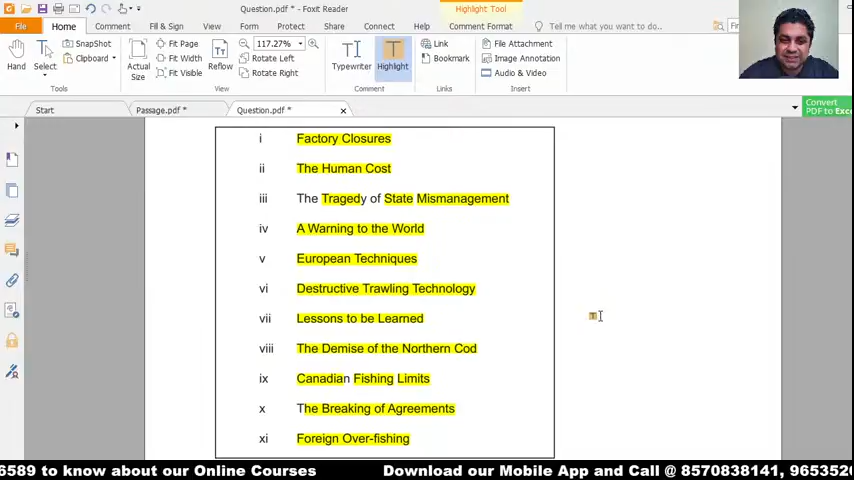 Question.pdf * - Foxit Reader
Highlight Tool
File
Home
Comment
Fill & Sign
View
Form
Protect
Share
Connect
Help
Comment Format
Tell me what you want to do...
Hand
Select
SnapShot
Clipboard
Actual Size
Fit Page
Fit Width
Fit Visible
Reflow
117.27%
Rotate Left
Rotate Right
Typewriter
Highlight
Link
Bookmark
File Attachment
Image Annotation
Audio & Video
Tools
View
Comment
Links
Insert
Start
Passage.pdf *
Question.pdf *
Convert
PDF to Exce
i Factory Closures
ii The Human Cost
iii The Tragedy of State Mismanagement
iv A Warning to the World
v European Techniques
vi Destructive Trawling Technology
vii Lessons to be Learned
viii The Demise of the Northern Cod
ix Canadian Fishing Limits
x The Breaking of Agreements
xi Foreign Over-fishing
6589 to know about our Online Courses Download our Mobile App and Call @ 8570838141, 9653520